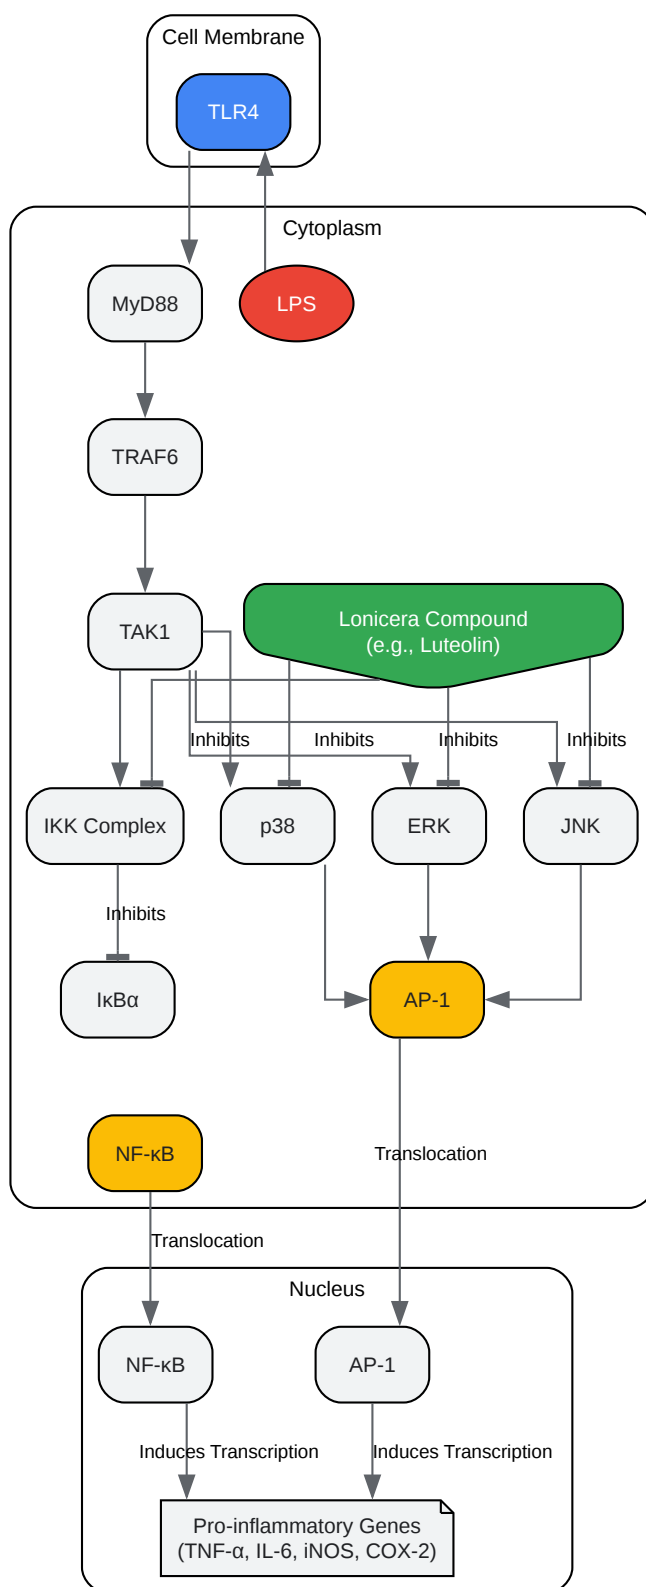 Cell Membrane
TLR4
Cytoplasm
MyD88
LPS
TRAF6
TAK1
Lonicera Compound
(e.g., Luteolin)
Inhibits
Inhibits
Inhibits
Inhibits
IKK Complex
p38
ERK
JNK
Inhibits
IκBα
AP-1
NF-κB
Translocation
Translocation
Nucleus
NF-κB
AP-1
Induces Transcription
Induces Transcription
Pro-inflammatory Genes
(TNF-α, IL-6, iNOS, COX-2)